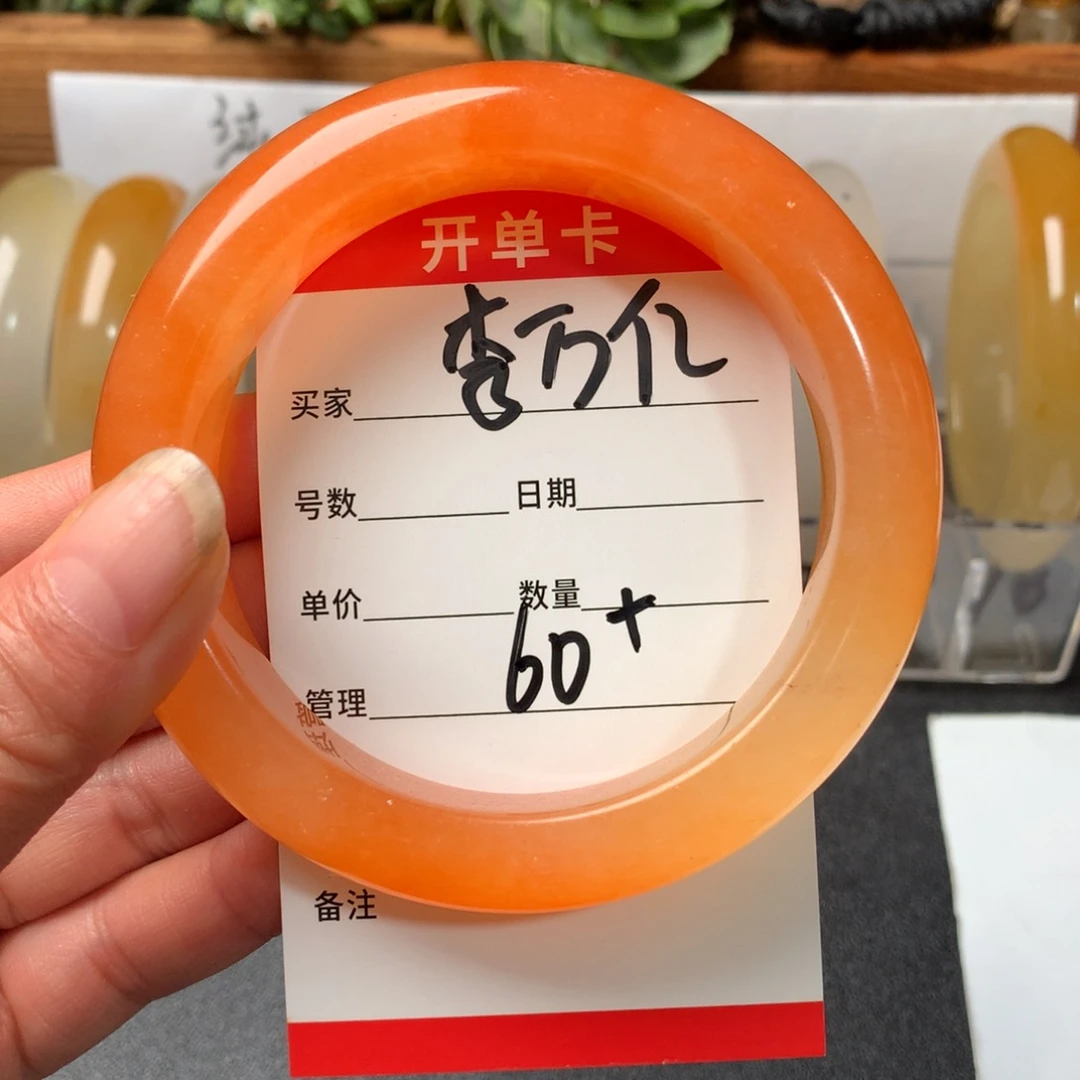 开单卡
买家 李万亿
号数 日期
单价 数量
60+
管理
备注